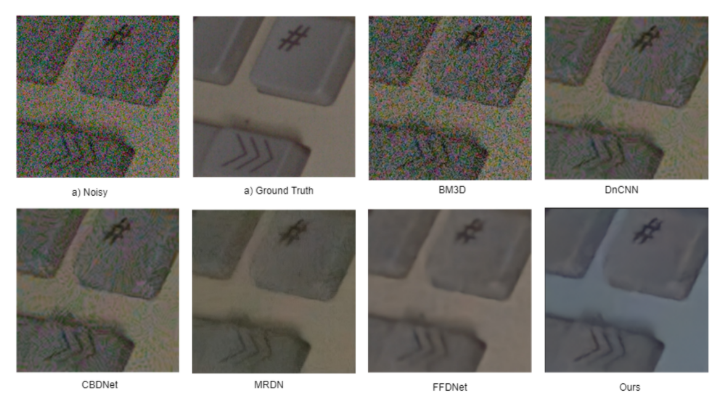 a) Noisy
a) Ground Truth
BM3D
DnCNN
CBDNet
MRDN
FFDNet
Ours